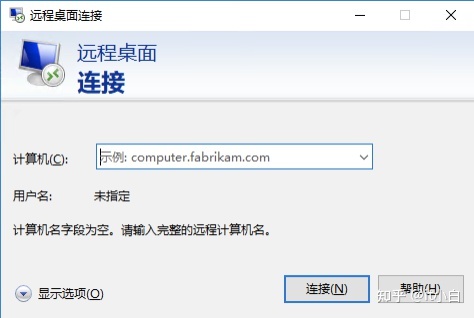 远程桌面连接
远程桌面
连接
计算机(C):
示例: computer.fabrikam.com
用户名:
未指定
计算机名字段为空。请输入完整的远程计算机名。
显示选项(O)
连接(N)
帮助(H)
知乎 @it小白